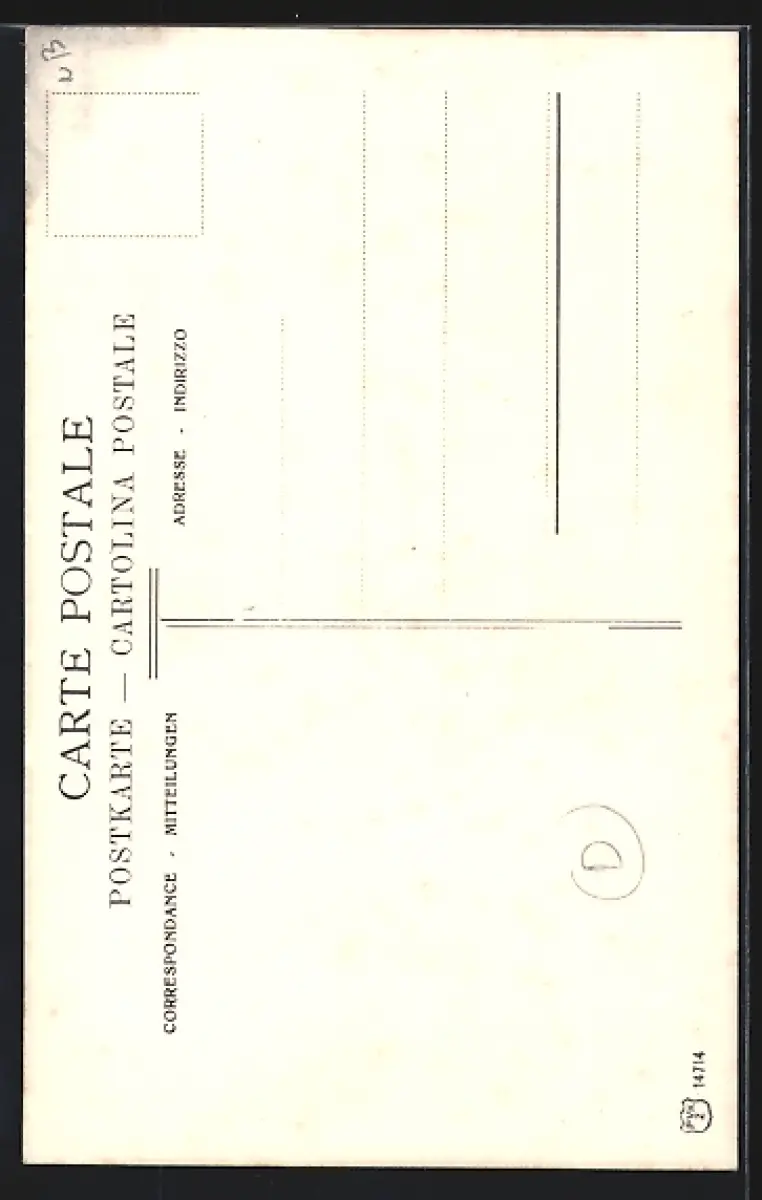 CARTE POSTALE
POSTKARTE — CARTOLINA POSTALE
CORRESPONDANCE - MITTEILUNGEN
ADRESSE - INDIRIZZO
D
14714